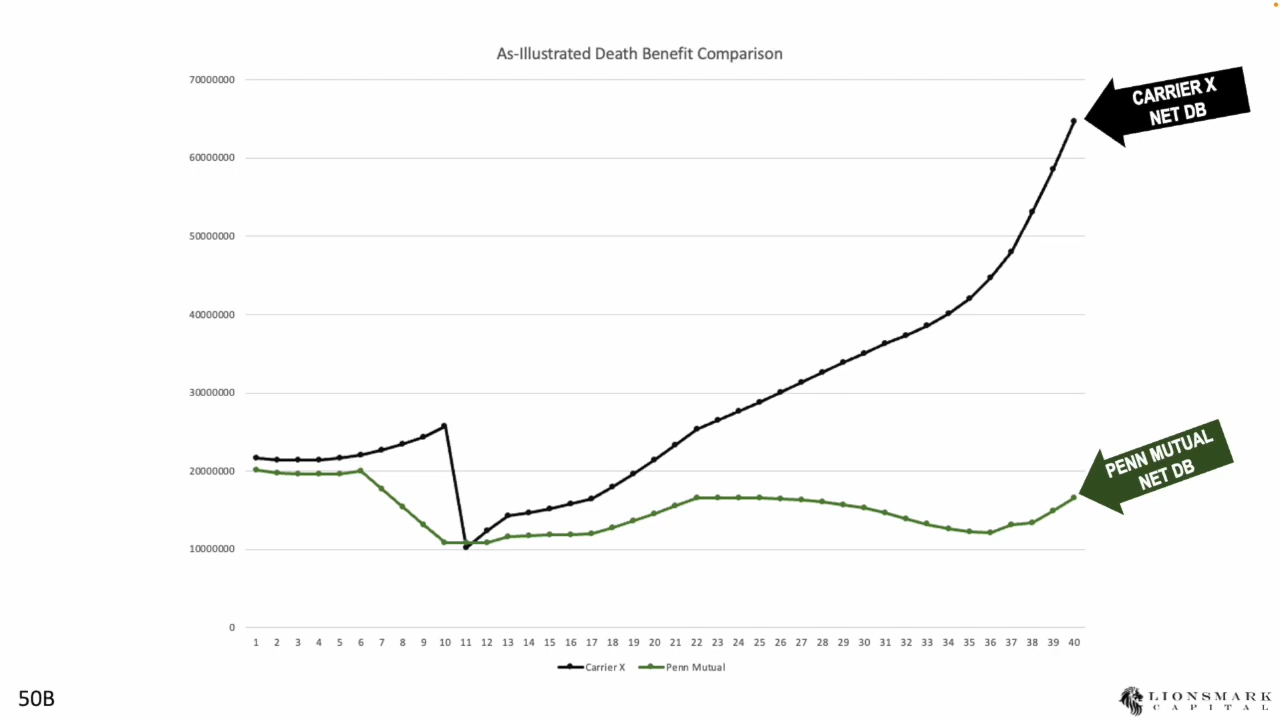 As-Illustrated Death Benefit Comparison
70000000
60000000
50000000
40000000
30000000
20000000
10000000
0
1 2 3 4 5 6 7 8 9 10 11 12 13 14 15 16 17 18 19 20 21 22 23 24 25 26 27 28 29 30 31 32 33 34 35 36 37 38 39 40
Carrier X Penn Mutual
CARRIER X
NET DB
PENN MUTUAL
NET DB
50B
LIONSMARK
CAPITAL